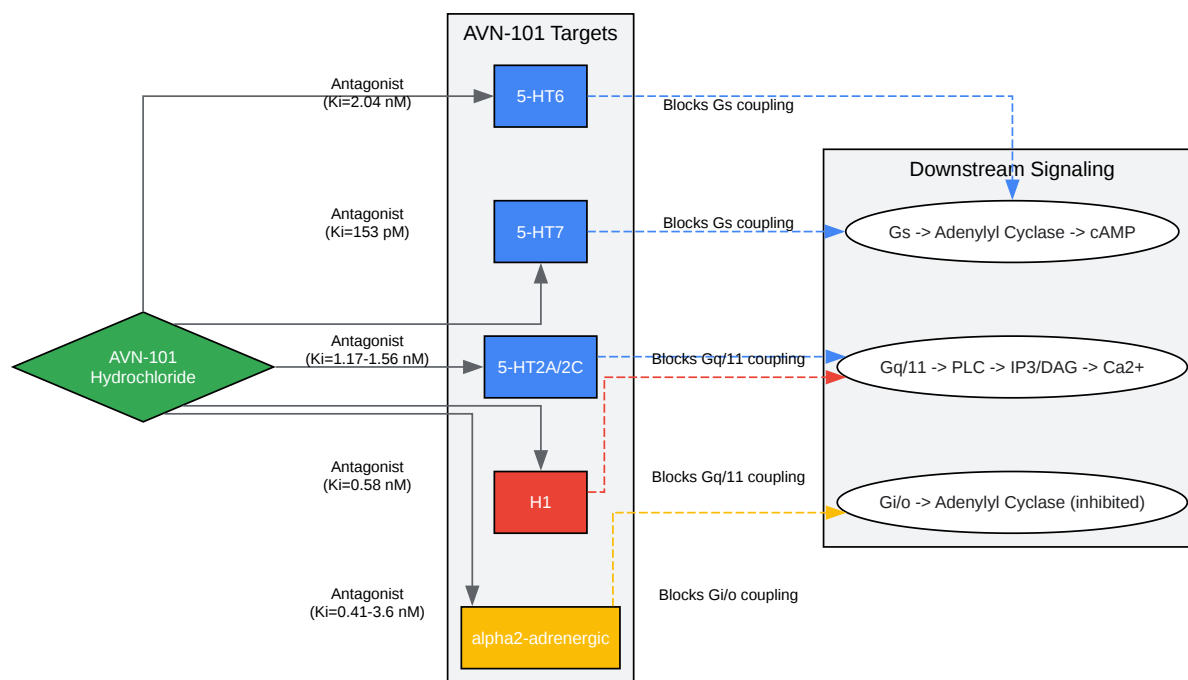 AVN-101 Targets
Antagonist
(Ki=2.04 nM)
5-HT6
Blocks Gs coupling
Downstream Signaling
Antagonist
(Ki=153 pM)
5-HT7
Blocks Gs coupling
Gs -> Adenylyl Cyclase -> cAMP
AVN-101
Hydrochloride
Antagonist
(Ki=1.17-1.56 nM)
5-HT2A/2C
Blocks Gq/11 coupling
Gq/11 -> PLC -> IP3/DAG -> Ca2+
Antagonist
(Ki=0.58 nM)
H1
Blocks Gq/11 coupling
Gi/o -> Adenylyl Cyclase (inhibited)
Antagonist
(Ki=0.41-3.6 nM)
alpha2-adrenergic
Blocks Gi/o coupling